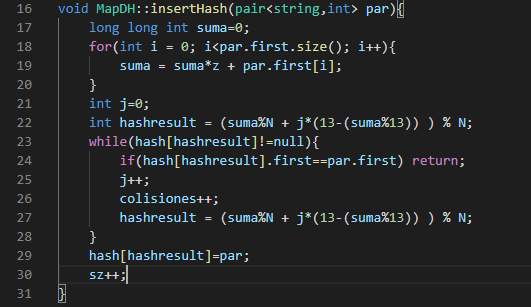 16 void MapDH::insertHash(pair<string,int> par){
17     long long int suma=0;
18     for(int i = 0; i<par.first.size(); i++){
19         suma = suma*z + par.first[i];
20     }
21     int j=0;
22     int hashresult = (suma%N + j*(13-(suma%13)) ) % N;
23     while(hash[hashresult]!=null){
24         if(hash[hashresult].first==par.first) return;
25         j++;
26         colisiones++;
27         hashresult = (suma%N + j*(13-(suma%13)) ) % N;
28     }
29     hash[hashresult]=par;
30     sz++;
31 }